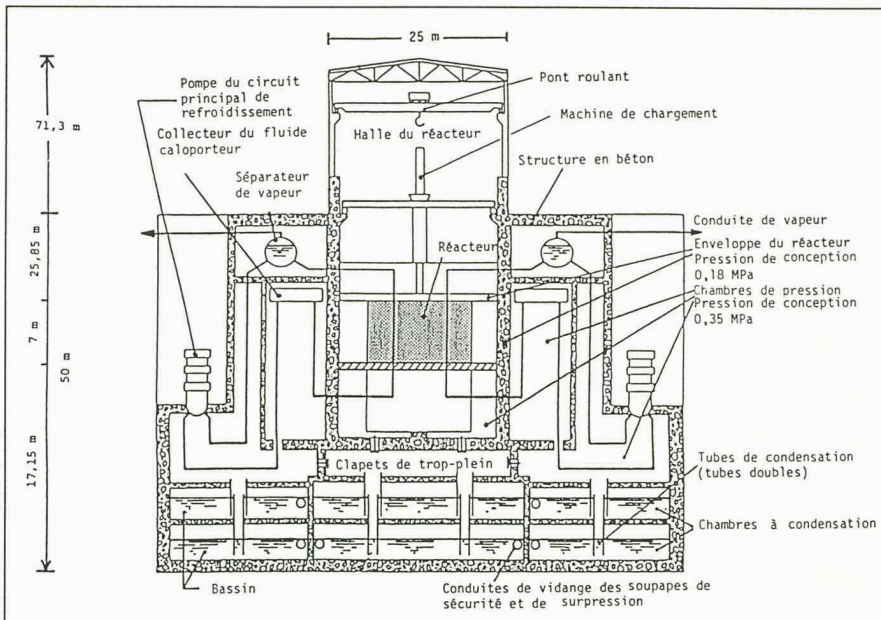 25 m
Pompe du circuit
principal de
refroidissement
Collecteur du fluide
caloporteur
Séparateur
de vapeur
Pont roulant
Halle du réacteur
Machine de chargement
Structure en béton
Conduite de vapeur
Enveloppe du réacteur
Pression de conception
0,18 MPa
Chambres de pression
Pression de conception
0,35 MPa
Réacteur
71,3 m
25,85 m
7 m
50 m
17,15 m
Clapets de trop-plein
Tubes de condensation
(tubes doubles)
Chambres à condensation
Bassin
Conduites de vidange des soupapes de
sécurité et de surpression